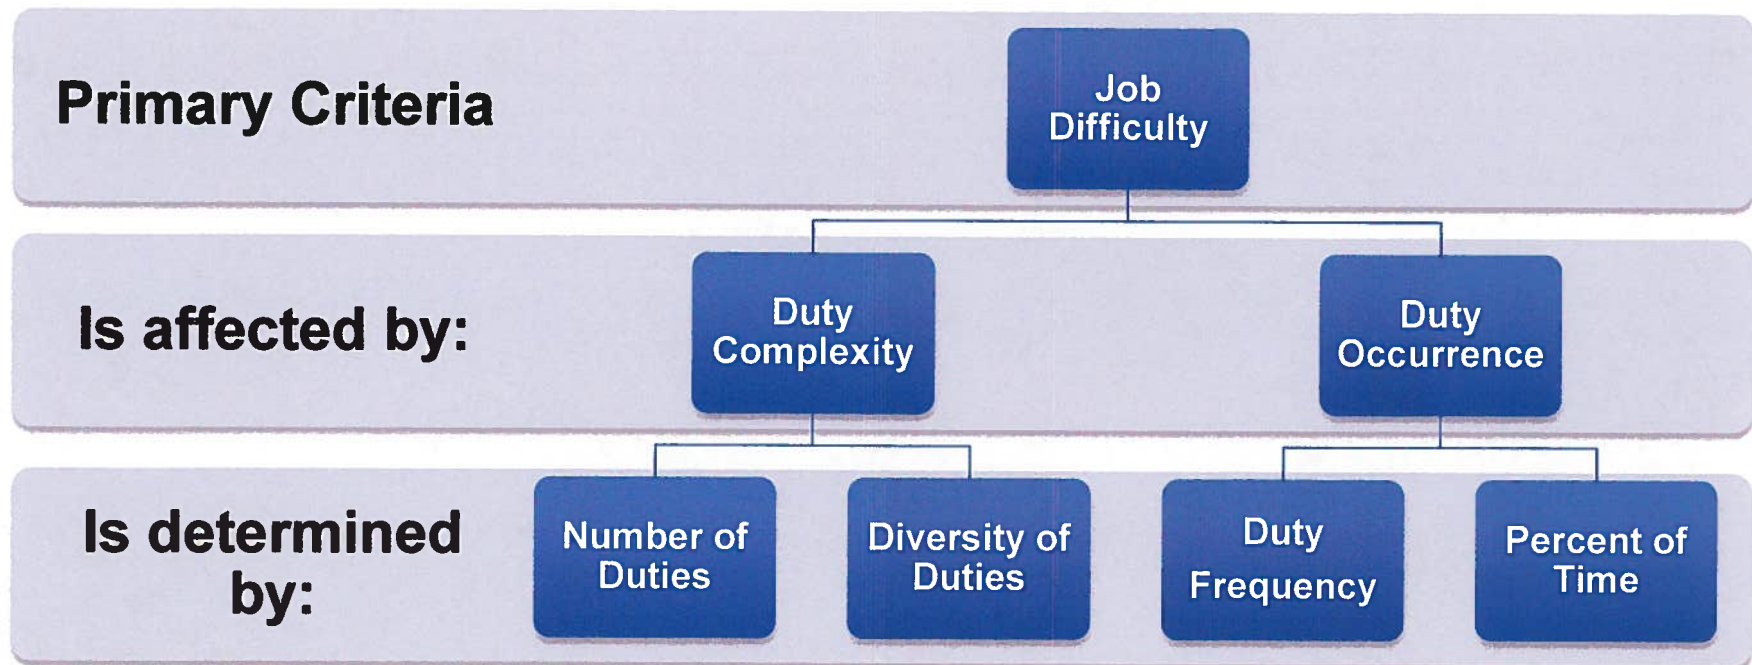 Primary Criteria
Job
Difficulty
Is affected by:
Duty
Complexity
Duty
Occurrence
Is determined
by:
Number of
Duties
Diversity of
Duties
Duty
Frequency
Percent of
Time